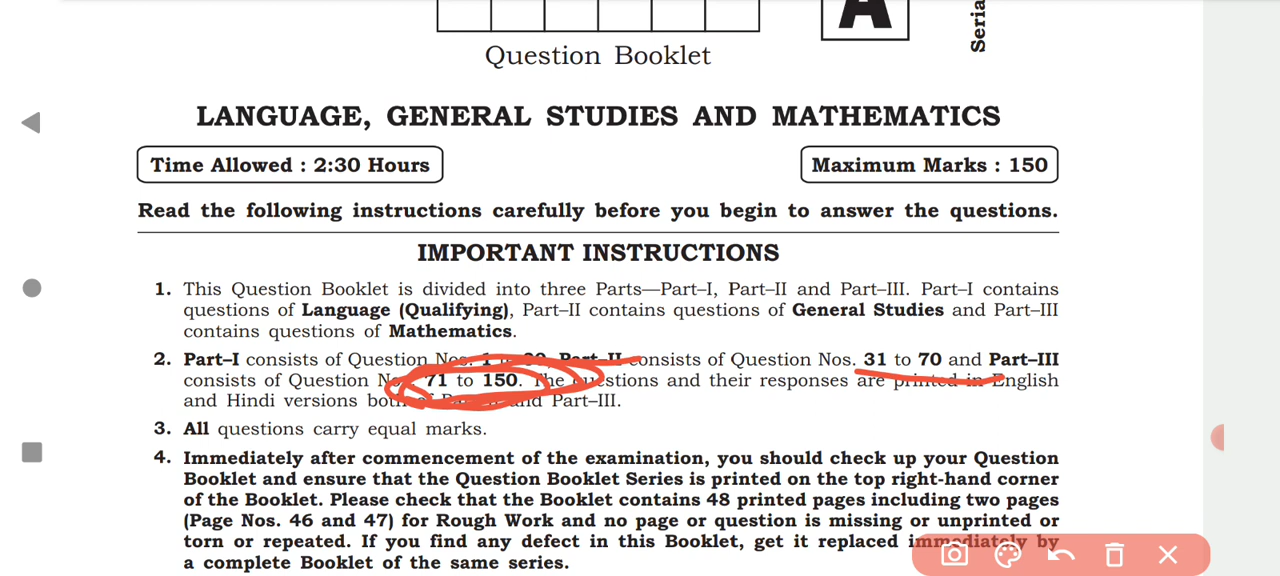 A
Seria
Question Booklet
LANGUAGE, GENERAL STUDIES AND MATHEMATICS
Time Allowed : 2:30 Hours
Maximum Marks : 150
Read the following instructions carefully before you begin to answer the questions.
IMPORTANT INSTRUCTIONS
1. This Question Booklet is divided into three Parts—Part–I, Part–II and Part–III. Part–I contains
questions of Language (Qualifying), Part–II contains questions of General Studies and Part–III
contains questions of Mathematics.
2. Part–I consists of Question Nos. 1 to 30, Part–II consists of Question Nos. 31 to 70 and Part–III
consists of Question Nos. 71 to 150. The questions and their responses are printed in English
and Hindi versions both of and Part–III.
3. All questions carry equal marks.
4. Immediately after commencement of the examination, you should check up your Question
Booklet and ensure that the Question Booklet Series is printed on the top right-hand corner
of the Booklet. Please check that the Booklet contains 48 printed pages including two pages
(Page Nos. 46 and 47) for Rough Work and no page or question is missing or unprinted or
torn or repeated. If you find any defect in this Booklet, get it replaced immediately by
a complete Booklet of the same series.